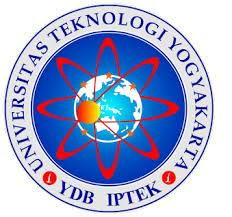 UNIVERSITAS TEKNOLOGI YOGYAKARTA
i YDB IPTEK i